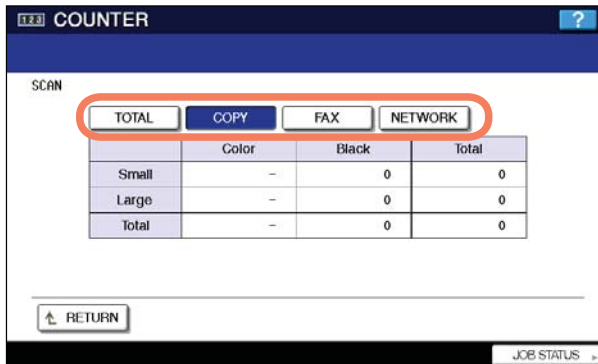 123 COUNTER ?
SCAN
TOTAL COPY FAX NETWORK
Color Black Total
Small - 0 0
Large - 0 0
Total - 0 0
RETURN
JOB STATUS